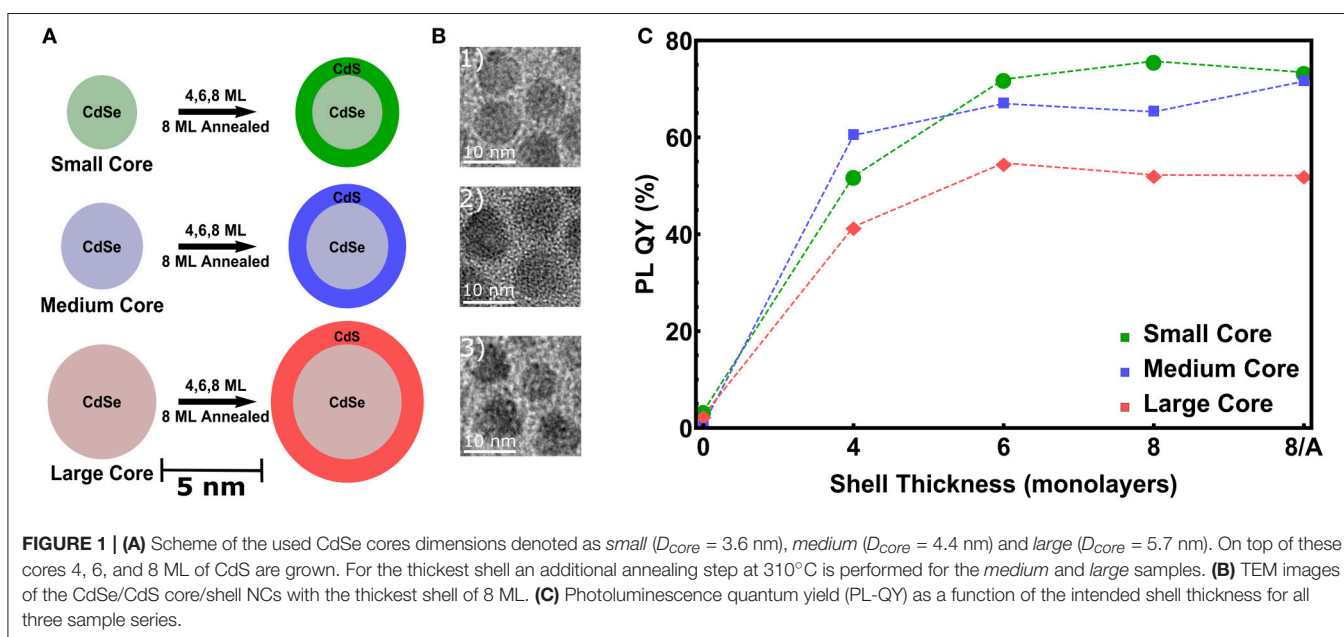 A
CdSe
Small Core
4,6,8 ML
8 ML Annealed
CdS
CdSe
CdSe
Medium Core
4,6,8 ML
8 ML Annealed
CdS
CdSe
CdSe
Large Core
4,6,8 ML
8 ML Annealed
CdS
CdSe
5 nm
B
1)
10 nm
2)
10 nm
3)
10 nm
C
PL QY (%)
80
60
40
20
0
0 4 6 8 8/A
Shell Thickness (monolayers)
Small Core
Medium Core
Large Core
FIGURE 1 | (A) Scheme of the used CdSe cores dimensions denoted as small (Dcore = 3.6 nm), medium (Dcore = 4.4 nm) and large (Dcore = 5.7 nm). On top of these
cores 4, 6, and 8 ML of CdS are grown. For the thickest shell an additional annealing step at 310°C is performed for the medium and large samples. (B) TEM images
of the CdSe/CdS core/shell NCs with the thickest shell of 8 ML. (C) Photoluminescence quantum yield (PL-QY) as a function of the intended shell thickness for all
three sample series.